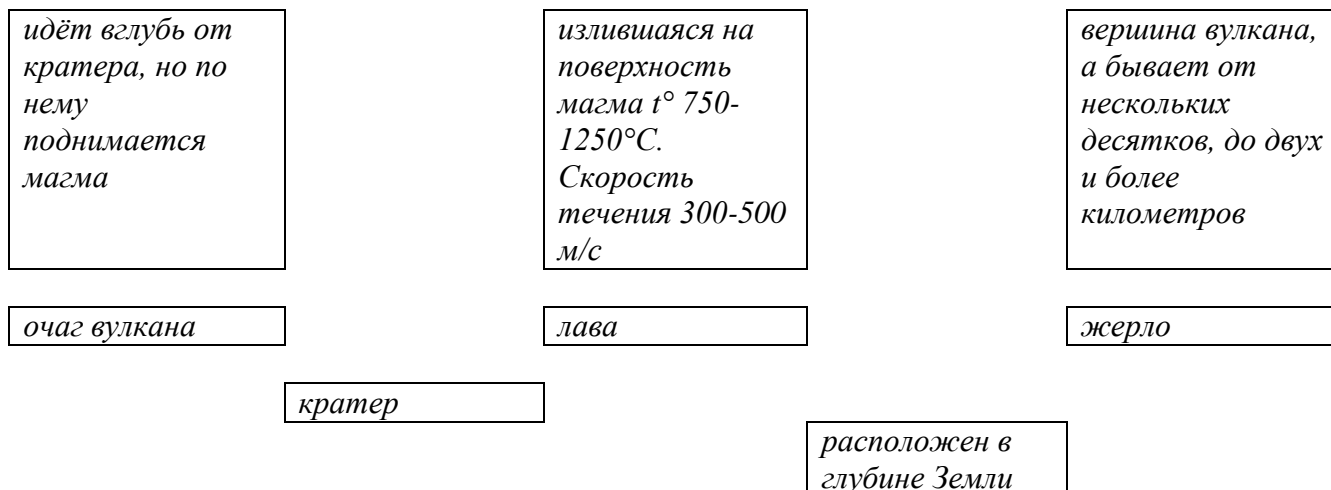 идёт вглубь от
кратера, но по
нему
поднимается
магма
излившаяся на
поверхность
магма t° 750-
1250°C.
Скорость
течения 300-500
м/с
вершина вулкана,
а бывает от
нескольких
десятков, до двух
и более
километров
очаг вулкана
лава
жерло
кратер
расположен в
глубине Земли